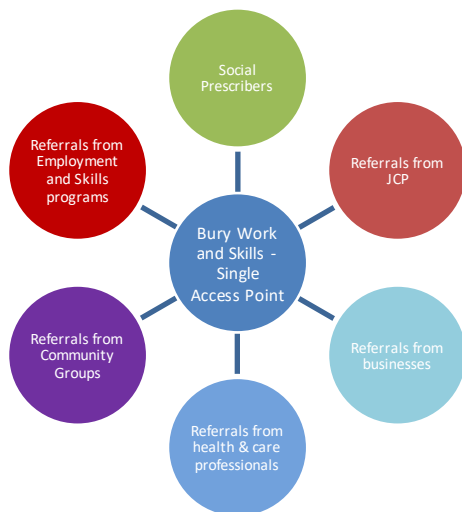 Social
Prescribers
Referrals from
Employment
and Skills
programs
Referrals from
JCP
Bury Work
and Skills -
Single
Access Point
Referrals from
Community
Groups
Referrals from
businesses
Referrals from
health & care
professionals